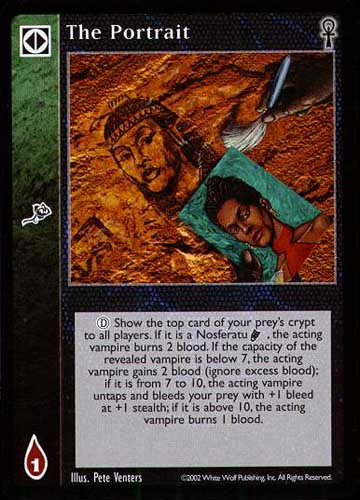 The Portrait
Ⓓ Show the top card of your prey's crypt
to all players. If it is a Nosferatu , the acting
vampire burns 2 blood. If the capacity of the
revealed vampire is below 7, the acting
vampire gains 2 blood (ignore excess blood);
if it is from 7 to 10, the acting vampire
untaps and bleeds your prey with +1 bleed
at +1 stealth; if it is above 10, the acting
vampire burns 1 blood.
1
Illus. Pete Venters
©2002 White Wolf Publishing, Inc. All Rights Reserved.